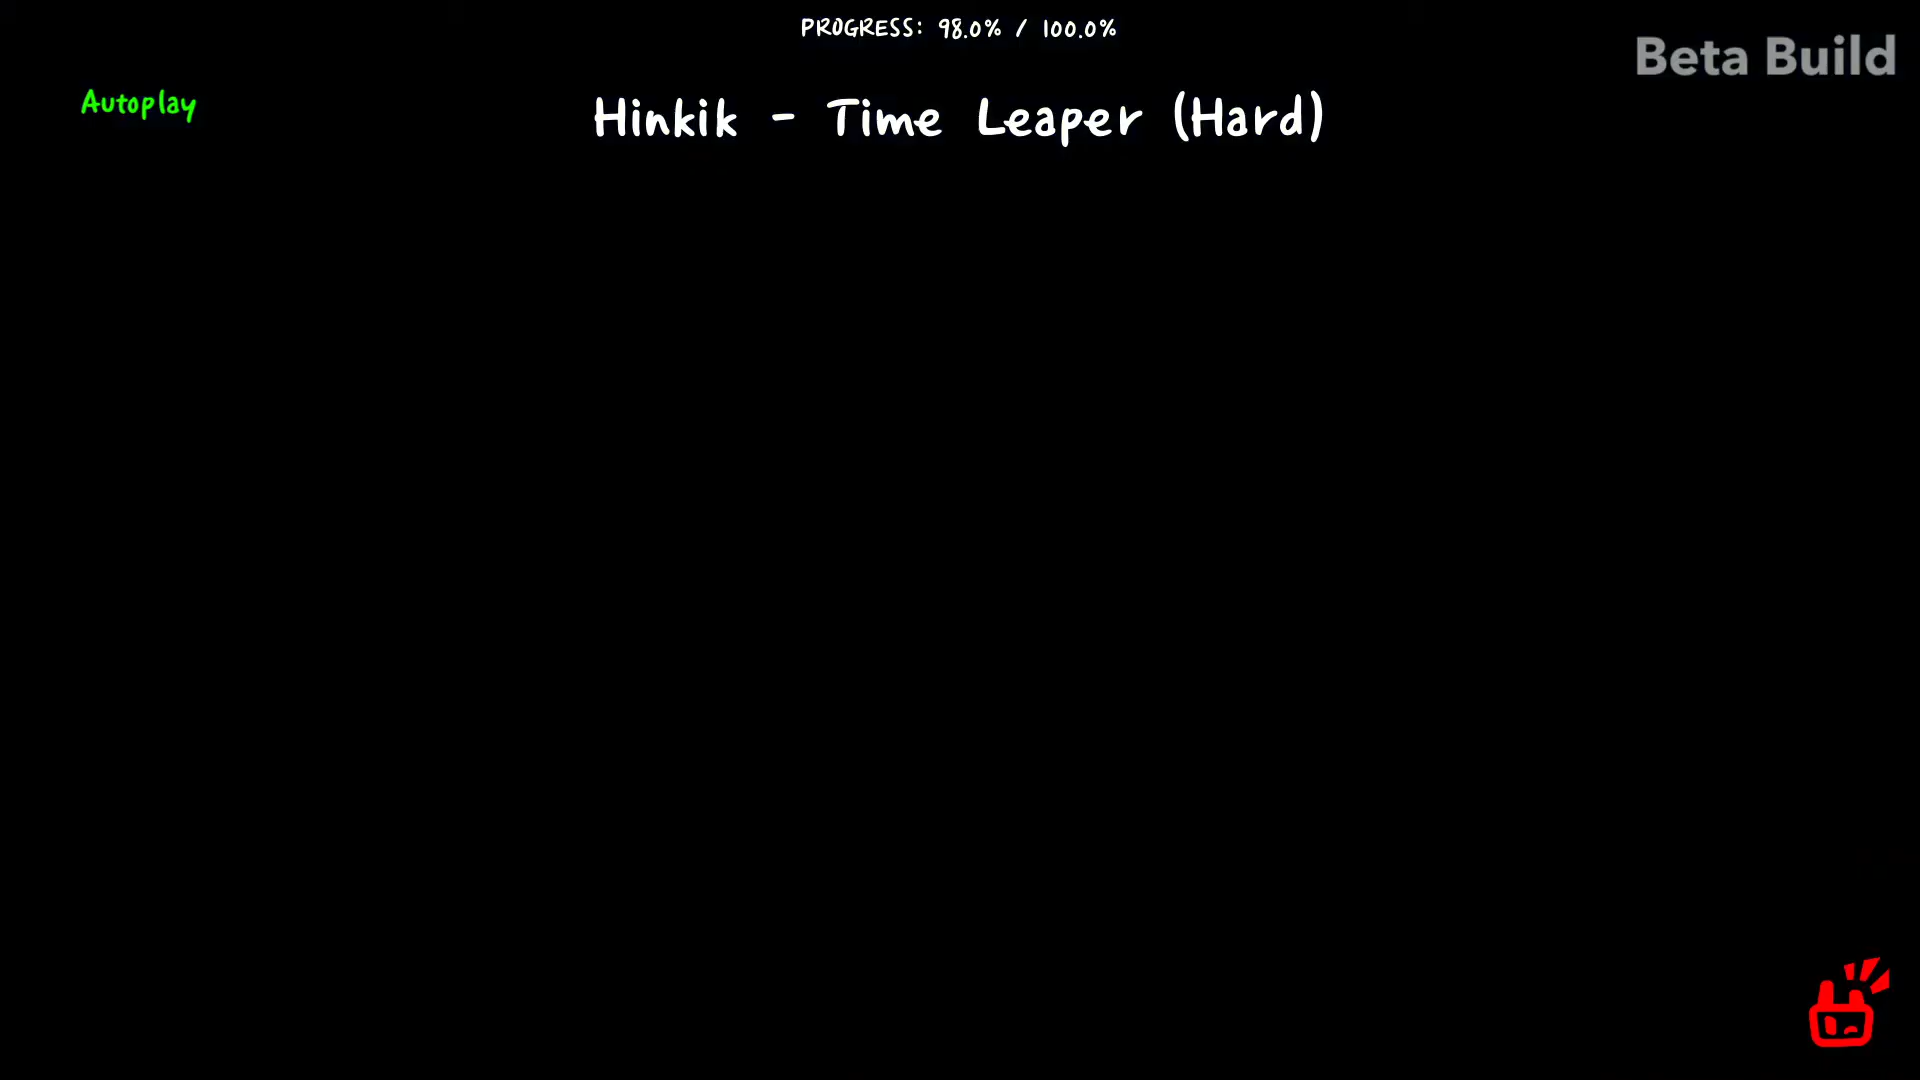 PROGRESS: 98.0% / 100.0%
Beta Build
Autoplay
Hinkik - Time Leaper (Hard)